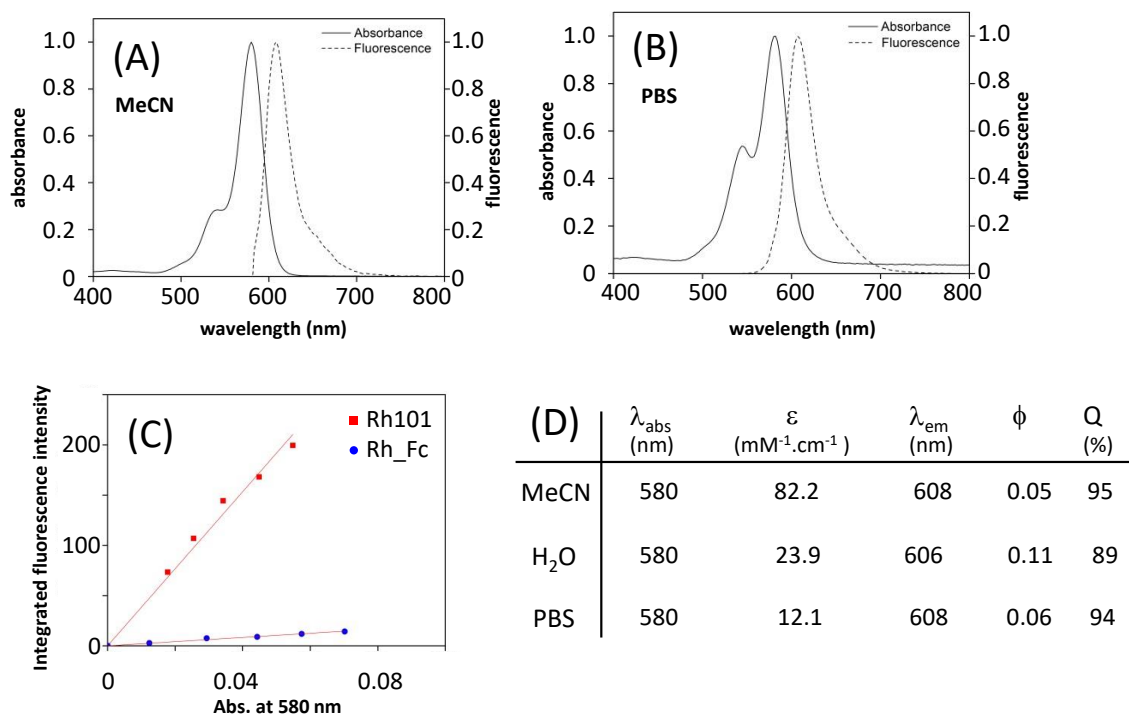 (A)
MeCN
Absorbance
Fluorescence
1.0
0.8
0.6
0.4
0.2
0
absorbance
1.0
0.8
0.6
0.4
0.2
0
fluorescence
400 500 600 700 800
wavelength (nm)
(B)
PBS
Absorbance
Fluorescence
1.0
0.8
0.6
0.4
0.2
0
absorbance
1.0
0.8
0.6
0.4
0.2
0
fluorescence
400 500 600 700 800
wavelength (nm)
(C)
Rh101
Rh_Fc
200
100
0
Integrated fluorescence intensity
0 0.04 0.08
Abs. at 580 nm
(D) λabs ε λem ϕ Q
(nm) (mM⁻¹.cm⁻¹) (nm) (%)
MeCN 580 82.2 608 0.05 95
H₂O 580 23.9 606 0.11 89
PBS 580 12.1 608 0.06 94